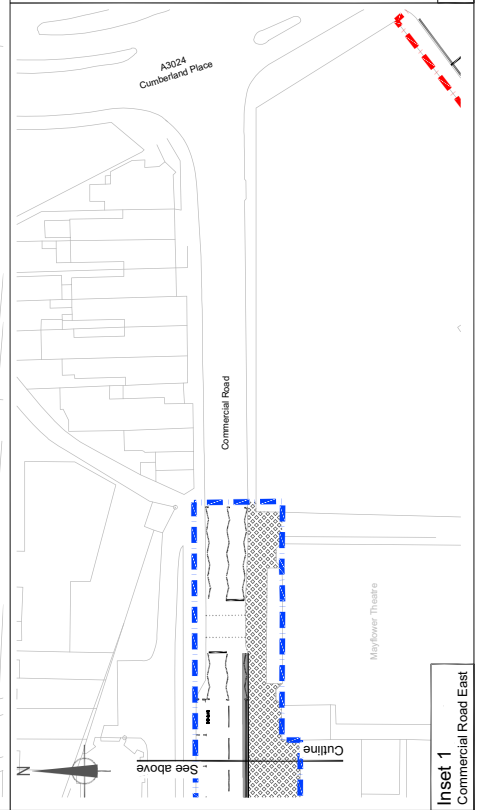 A3024
Cumberland Place
Commercial Road
Mayflower Theatre
N
See above
Cutline
Inset 1
Commercial Road East